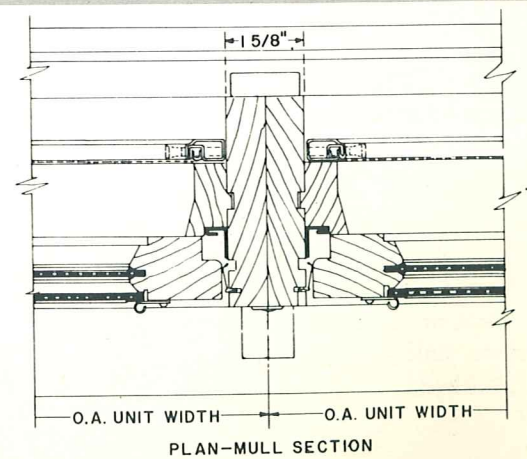 1 5/8"
O.A. UNIT WIDTH O.A. UNIT WIDTH
PLAN-MULL SECTION